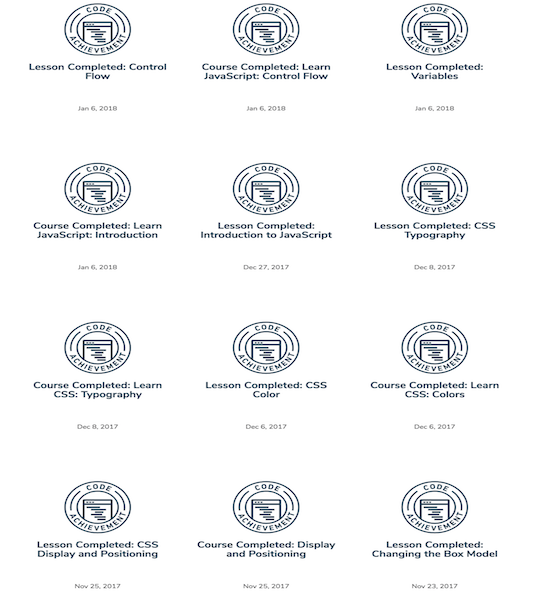 CODE ACHIEVEMENT
CODE ACHIEVEMENT
CODE ACHIEVEMENT
Lesson Completed: Control
Flow
Course Completed: Learn
JavaScript: Control Flow
Lesson Completed:
Variables
Jan 6, 2018
Jan 6, 2018
Jan 6, 2018
CODE ACHIEVEMENT
CODE ACHIEVEMENT
CODE ACHIEVEMENT
Course Completed: Learn
JavaScript: Introduction
Lesson Completed:
Introduction to JavaScript
Lesson Completed: CSS
Typography
Jan 6, 2018
Dec 27, 2017
Dec 8, 2017
CODE ACHIEVEMENT
CODE ACHIEVEMENT
CODE ACHIEVEMENT
Course Completed: Learn
CSS: Typography
Lesson Completed: CSS
Color
Course Completed: Learn
CSS: Colors
Dec 8, 2017
Dec 6, 2017
Dec 6, 2017
CODE ACHIEVEMENT
CODE ACHIEVEMENT
CODE ACHIEVEMENT
Lesson Completed: CSS
Display and Positioning
Course Completed: Display
and Positioning
Lesson Completed:
Changing the Box Model
Nov 25, 2017
Nov 25, 2017
Nov 23, 2017